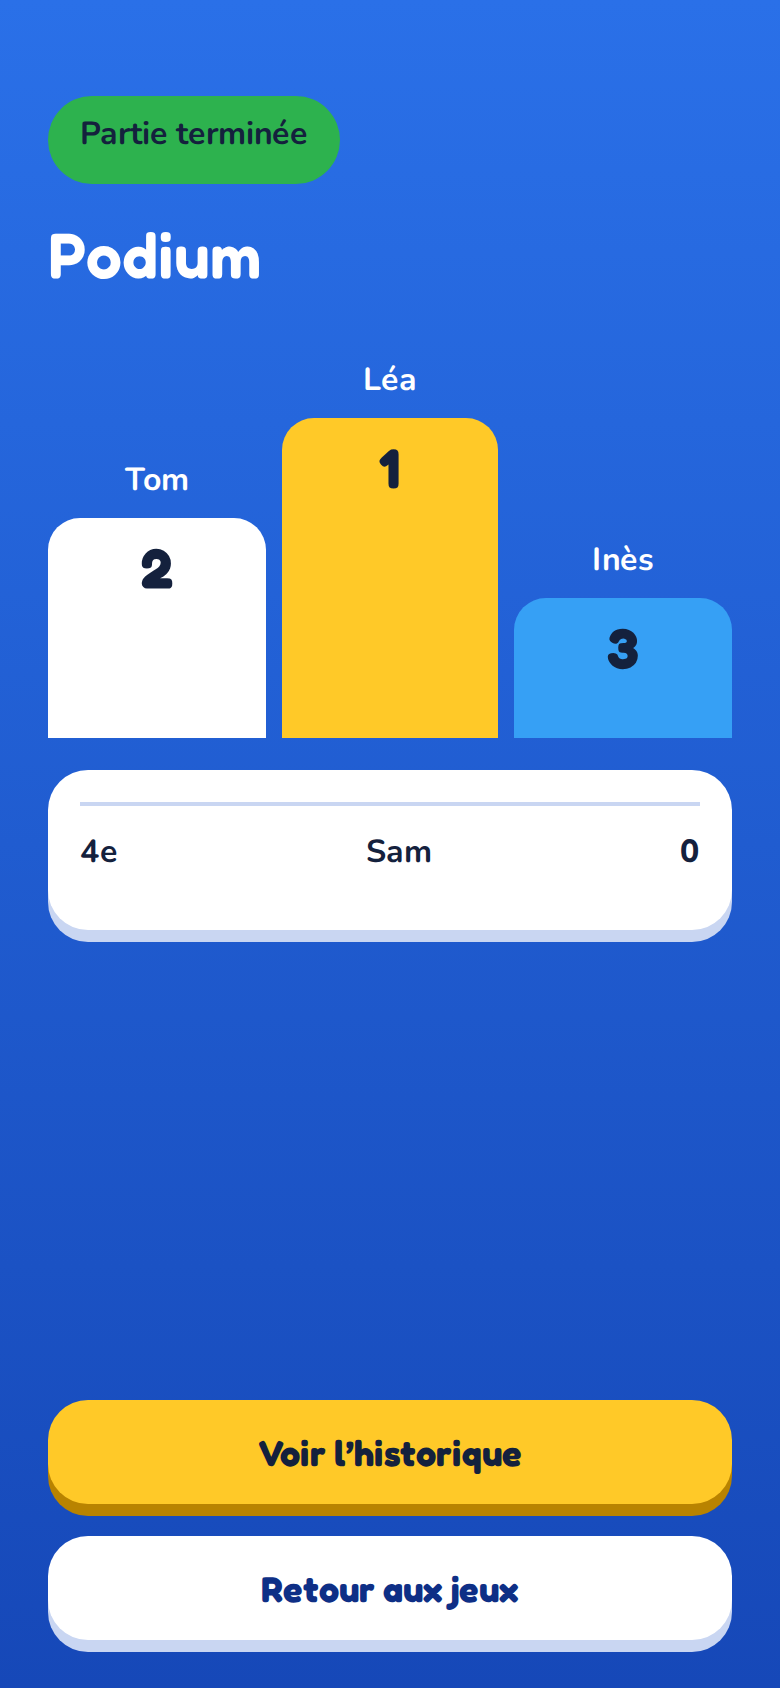 Partie terminée
Podium
Léa
1
Tom
2
Inès
3
4e Sam 0
Voir l’historique
Retour aux jeux